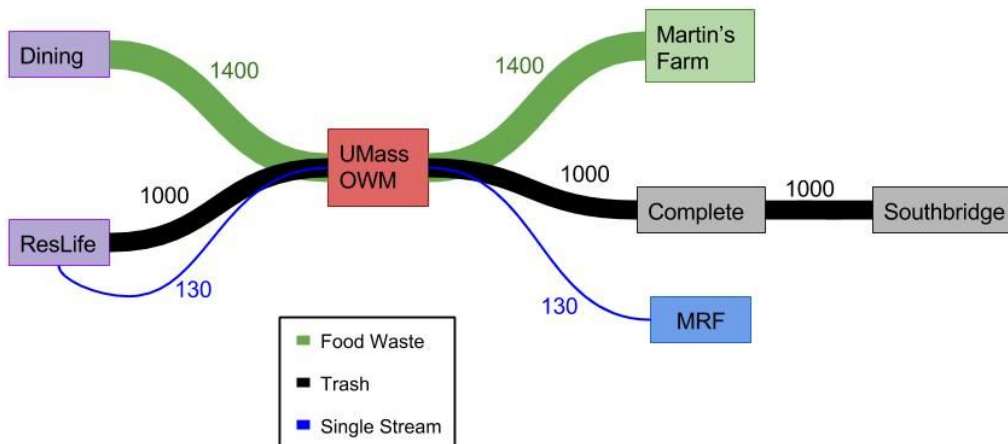 Dining
1400
1400
Martin's
Farm
UMass
OWM
1000
1000
Complete
1000
Southbridge
ResLife
130
130
MRF
Food Waste
Trash
Single Stream